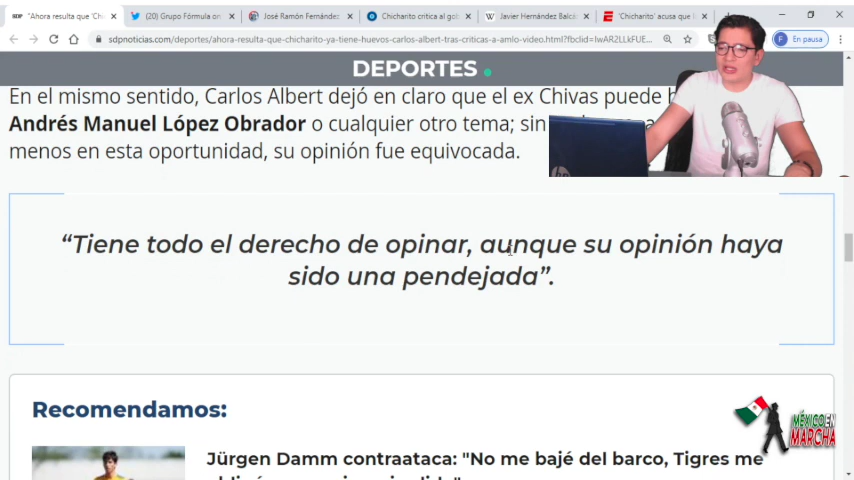 "Ahora resulta que 'Chi
(20) Grupo Fórmula on
José Ramón Fernández
Chicharito critica al gob
Javier Hernández Balcá
'Chicharito' acusa que l
sdpnoticias.com/deportes/ahora-resulta-que-chicharito-ya-tiene-huevos-carlos-albert-tras-criticas-a-amlo-video.html?fbclid=IwAR2LLkFUE...
En pausa
DEPORTES
En el mismo sentido, Carlos Albert dejó en claro que el ex Chivas puede
Andrés Manuel López Obrador o cualquier otro tema;
menos en esta oportunidad, su opinión fue equivocada.
“Tiene todo el derecho de opinar, aunque su opinión haya
sido una pendejada”.
Recomendamos:
MÉXICO EN
MARCHA
Jürgen Damm contraataca: "No me bajé del barco, Tigres me